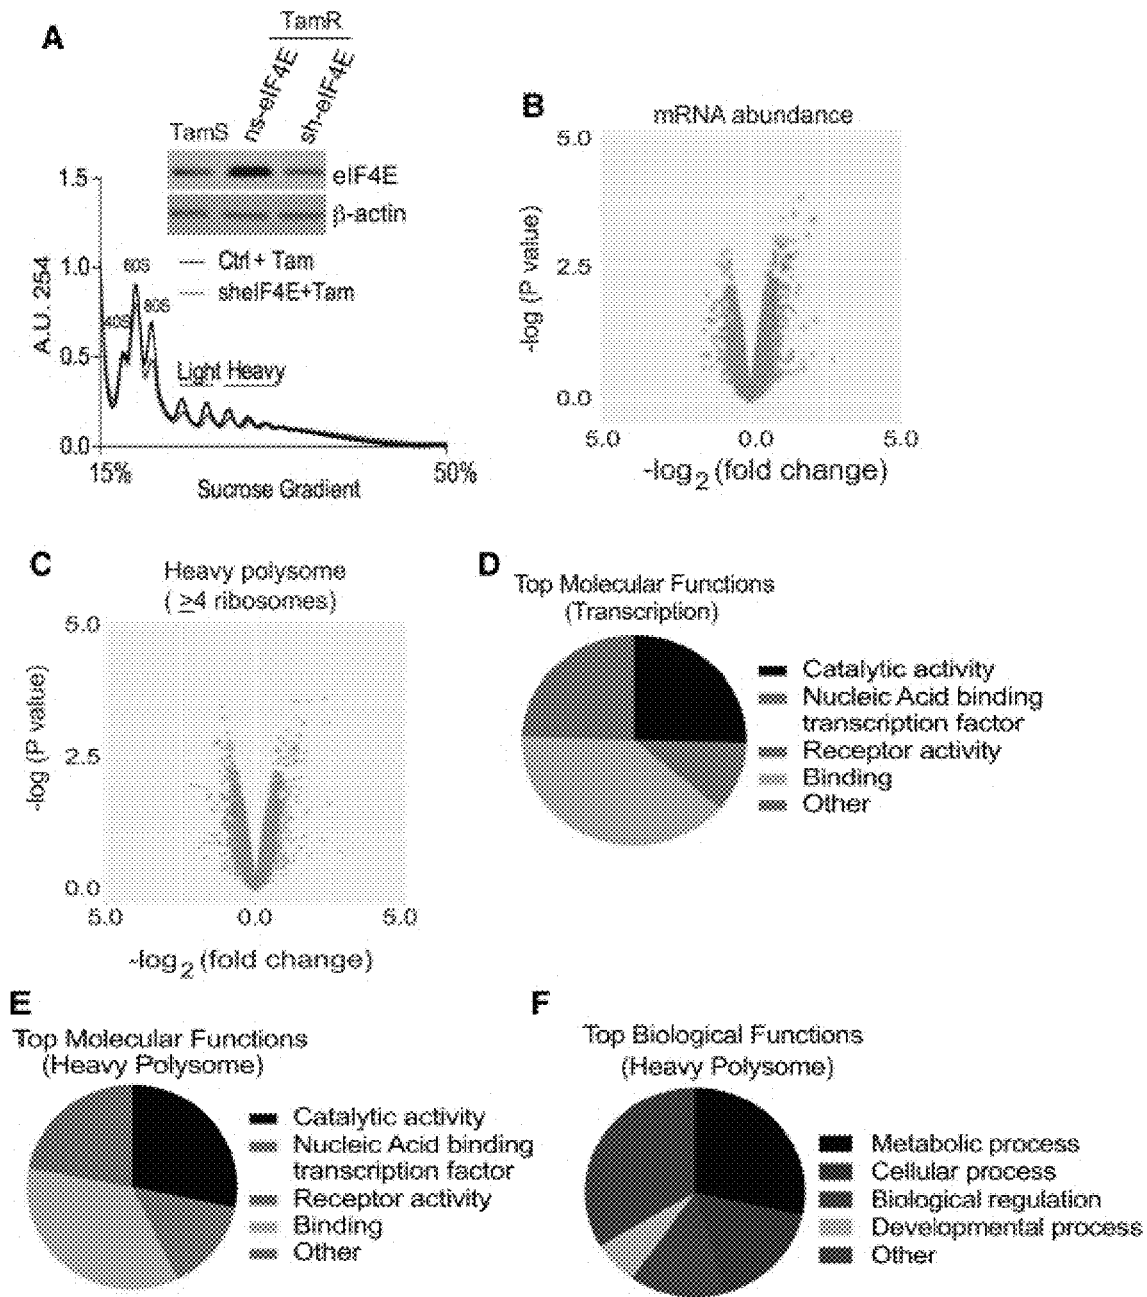 A
TamR
TamS
ns-eIF4E
sh-eIF4E
eIF4E
β-actin
1.5
1.0
0.5
0.0
A.U. 254
Ctrl + Tam
sheIF4E+Tam
40S
60S
80S
Light Heavy
15%
50%
Sucrose Gradient
B
mRNA abundance
5.0
2.5
0.0
-log (P value)
5.0
0.0
5.0
-log2 (fold change)
C
Heavy polysome
( ≥4 ribosomes)
5.0
2.5
0.0
-log (P value)
5.0
0.0
5.0
-log2 (fold change)
D
Top Molecular Functions
(Transcription)
Catalytic activity
Nucleic Acid binding
transcription factor
Receptor activity
Binding
Other
E
Top Molecular Functions
(Heavy Polysome)
Catalytic activity
Nucleic Acid binding
transcription factor
Receptor activity
Binding
Other
F
Top Biological Functions
(Heavy Polysome)
Metabolic process
Cellular process
Biological regulation
Developmental process
Other